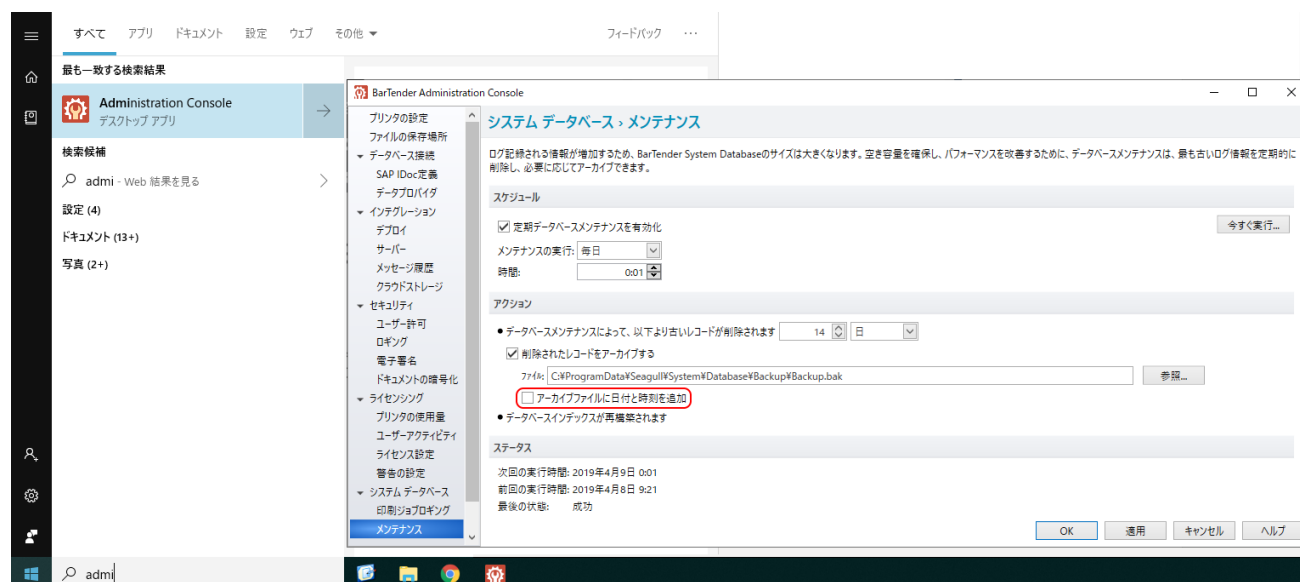 すべて アプリ ドキュメント 設定 ウェブ その他 フィードバック ...
最も一致する検索結果
Administration Console
デスクトップ アプリ
検索候補
admi - Web 結果を見る
設定 (4)
ドキュメント (13+)
写真 (2+)
admi
BarTender Administration Console
プリンタの設定
ファイルの保存場所
データベース接続
SAP IDoc定義
データプロバイダ
インテグレーション
デプロイ
サーバー
メッセージ履歴
クラウドストレージ
セキュリティ
ユーザー許可
ロギング
電子署名
ドキュメントの暗号化
ライセンシング
プリンタの使用量
ユーザーアクティビティ
ライセンス設定
警告の設定
システム データベース
印刷ジョブロギング
メンテナンス
システム データベース › メンテナンス
ログ記録される情報が増加するため、BarTender System Databaseのサイズは大きくなります。空き容量を確保し、パフォーマンスを改善するために、データベースメンテナンスは、最も古いログ情報を定期的に
削除し、必要に応じてアーカイブできます。
スケジュール
定期データベースメンテナンスを有効化 今すぐ実行...
メンテナンスの実行: 毎日
時間: 0:01
アクション
●データベースメンテナンスによって、以下より古いレコードが削除されます 14 日
削除されたレコードをアーカイブする
ファイル: C:¥ProgramData¥Seagull¥System¥Database¥Backup¥Backup.bak 参照...
アーカイブファイルに日付と時刻を追加
●データベースインデックスが再構築されます
ステータス
次回の実行時間: 2019年4月9日 0:01
前回の実行時間: 2019年4月8日 9:21
最後の状態: 成功
OK 適用 キャンセル ヘルプ